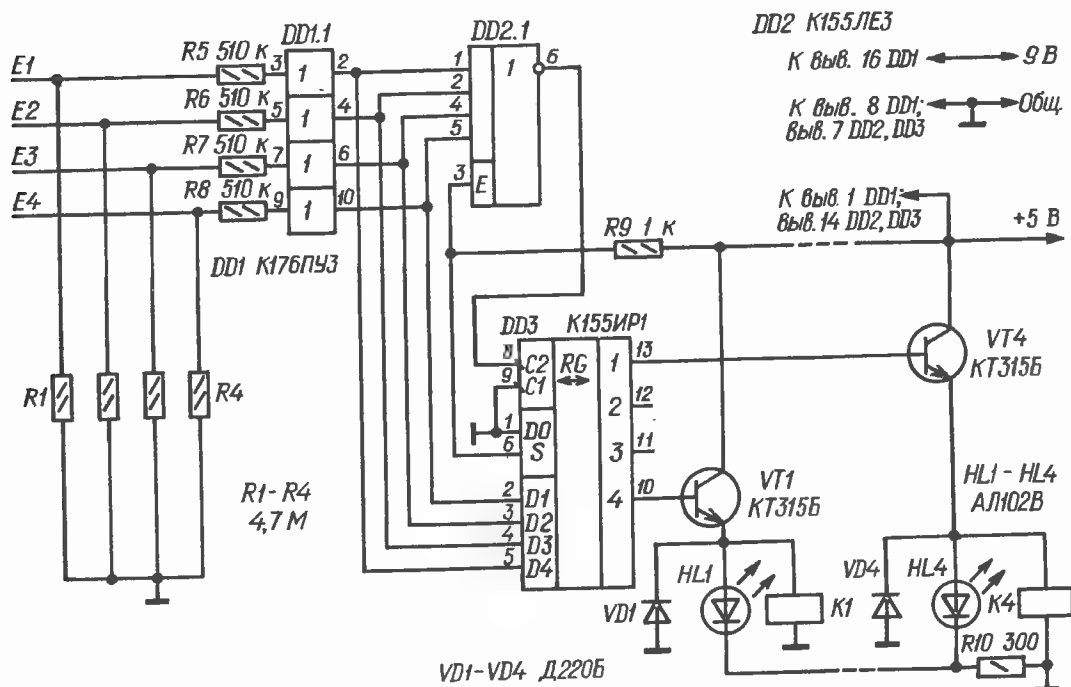 DD1.1
DD2.1
DD2 К155ЛЕ3
К выв. 16 DD1
9 В
К выв. 8 DD1;
выв. 7 DD2, DD3
Общ.
К выв. 1 DD1;
выв. 14 DD2, DD3
+5 В
E1
R5 510 к
3
1
2
E2
R6 510 к
5
1
4
E3
R7 510 к
7
1
6
E4
R8 510 к
9
1
10
1
2
4
5
3
E
1
6
DD1 К176ПУ3
R9 1 к
DD3
К155ИР1
8
C2
9
C1
1
D0
6
S
2
D1
3
D2
4
D3
5
D4
RG
1
13
2
12
3
11
4
10
VT4
КТ315Б
VT1
КТ315Б
R1
R4
R1-R4
4,7 М
HL1-HL4
АЛ102В
VD1
HL1
K1
VD4
HL4
K4
R10 300
VD1-VD4 Д220Б